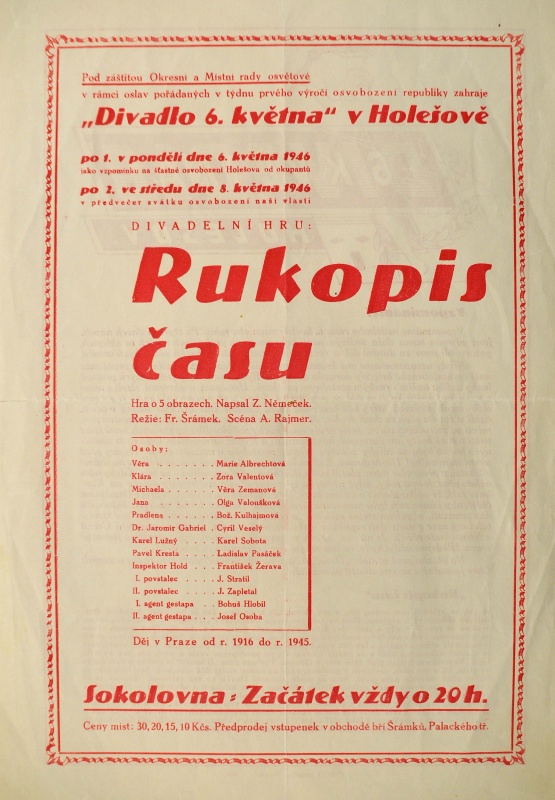 Pod záštitou Okresní a Místní rady osvětové
v rámci oslav pořádaných v týdnu prvého výročí osvobození republiky zahraje
„Divadlo 6. května“ v Holešově
po 1. v pondělí dne 6. května 1946
jako vzpomínku na šťastné osvobození Holešova od okupantů
po 2. ve středu dne 8. května 1946
v předvečer svátku osvobození naší vlasti
DIVADELNÍ HRU:
Rukopis
času
Hra o 5 obrazech. Napsal Z. Němeček.
Režie: Fr. Šrámek. Scéna A. Rajmer.
Osoby:
Věra . . . . . . . Marie Albrechtová
Klára . . . . . . . Zora Valentová
Michaela . . . . . . Věra Zemanová
Jana . . . . . . . Olga Valoušková
Pradlena . . . . . . Bož. Kulhajmova
Dr. Jaromír Gabriel . Cyril Veselý
Karel Lužný . . . . Karel Sobota
Pavel Kresta . . . . Ladislav Pasáček
Inspektor Hold . . . František Žerava
I. povstalec . . . . J. Stratil
II. povstalec . . . . J. Zapletal
I. agent gestapa . . Bohuš Hlobil
II. agent gestapa . . . Josef Osoba
Děj v Praze od r. 1916 do r. 1945.
Sokolovna : Začátek vždy o 20 h.
Ceny míst: 30, 20, 15, 10 Kčs. Předprodej vstupenek v obchodě bří Šrámků, Palackého tř.